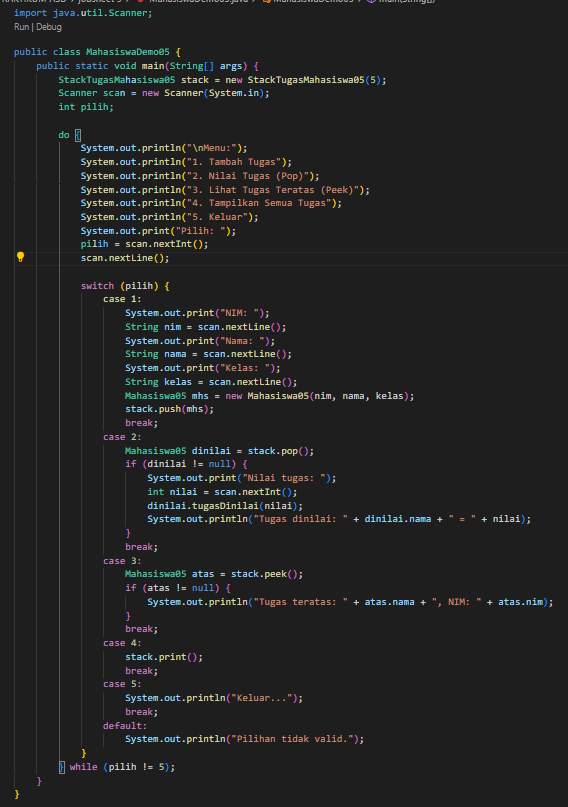 import java.util.Scanner;
Run | Debug
public class MahasiswaDemo05 {
public static void main(String[] args) {
StackTugasMahasiswa05 stack = new StackTugasMahasiswa05(5);
Scanner scan = new Scanner(System.in);
int pilih;
do {
System.out.println("\nMenu:");
System.out.println("1. Tambah Tugas");
System.out.println("2. Nilai Tugas (Pop)");
System.out.println("3. Lihat Tugas Teratas (Peek)");
System.out.println("4. Tampilkan Semua Tugas");
System.out.println("5. Keluar");
System.out.print("Pilih: ");
pilih = scan.nextInt();
scan.nextLine();
switch (pilih) {
case 1:
System.out.print("NIM: ");
String nim = scan.nextLine();
System.out.print("Nama: ");
String nama = scan.nextLine();
System.out.print("Kelas: ");
String kelas = scan.nextLine();
Mahasiswa05 mhs = new Mahasiswa05(nim, nama, kelas);
stack.push(mhs);
break;
case 2:
Mahasiswa05 dinilai = stack.pop();
if (dinilai != null) {
System.out.print("Nilai tugas: ");
int nilai = scan.nextInt();
dinilai.tugasDinilai(nilai);
System.out.println("Tugas dinilai: " + dinilai.nama + " = " + nilai);
}
break;
case 3:
Mahasiswa05 atas = stack.peek();
if (atas != null) {
System.out.println("Tugas teratas: " + atas.nama + ", NIM: " + atas.nim);
}
break;
case 4:
stack.print();
break;
case 5:
System.out.println("Keluar...");
break;
default:
System.out.println("Pilihan tidak valid.");
}
} while (pilih != 5);
}
}